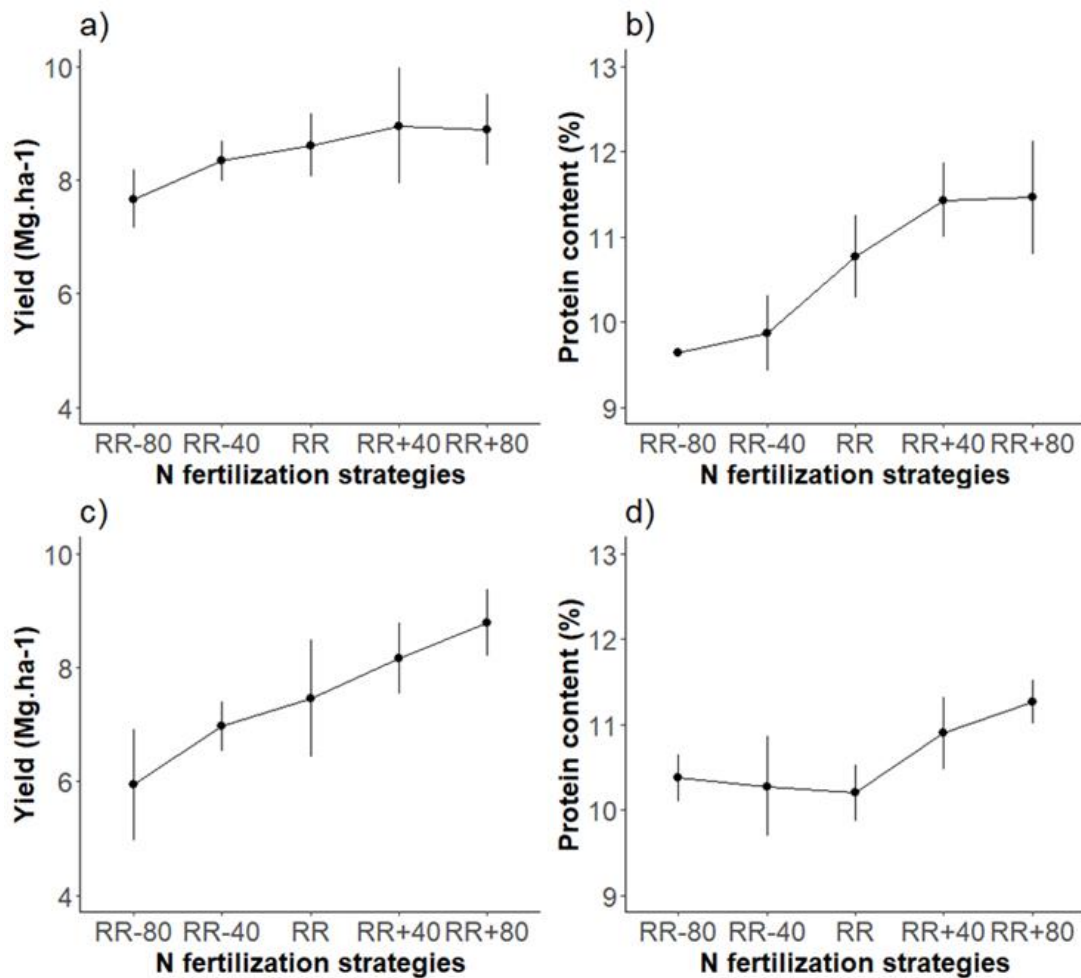 a)
10
8
6
4
Yield (Mg.ha-1)
RR-80 RR-40 RR RR+40 RR+80
N fertilization strategies
b)
13
12
11
10
9
Protein content (%)
RR-80 RR-40 RR RR+40 RR+80
N fertilization strategies
c)
10
8
6
4
Yield (Mg.ha-1)
RR-80 RR-40 RR RR+40 RR+80
N fertilization strategies
d)
13
12
11
10
9
Protein content (%)
RR-80 RR-40 RR RR+40 RR+80
N fertilization strategies